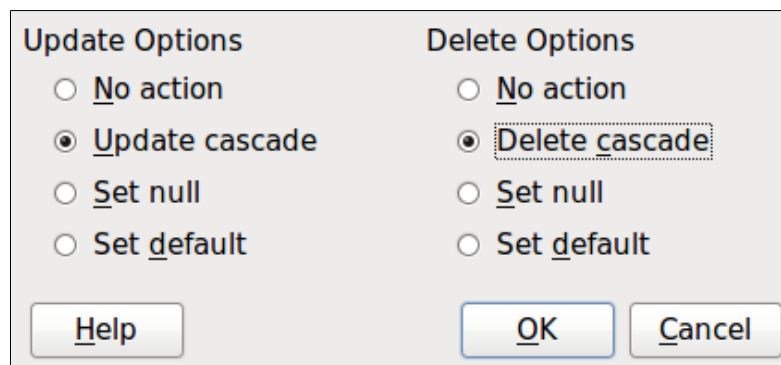 Update Options
No action
Update cascade
Set null
Set default
Delete Options
No action
Delete cascade
Set null
Set default
Help
OK
Cancel